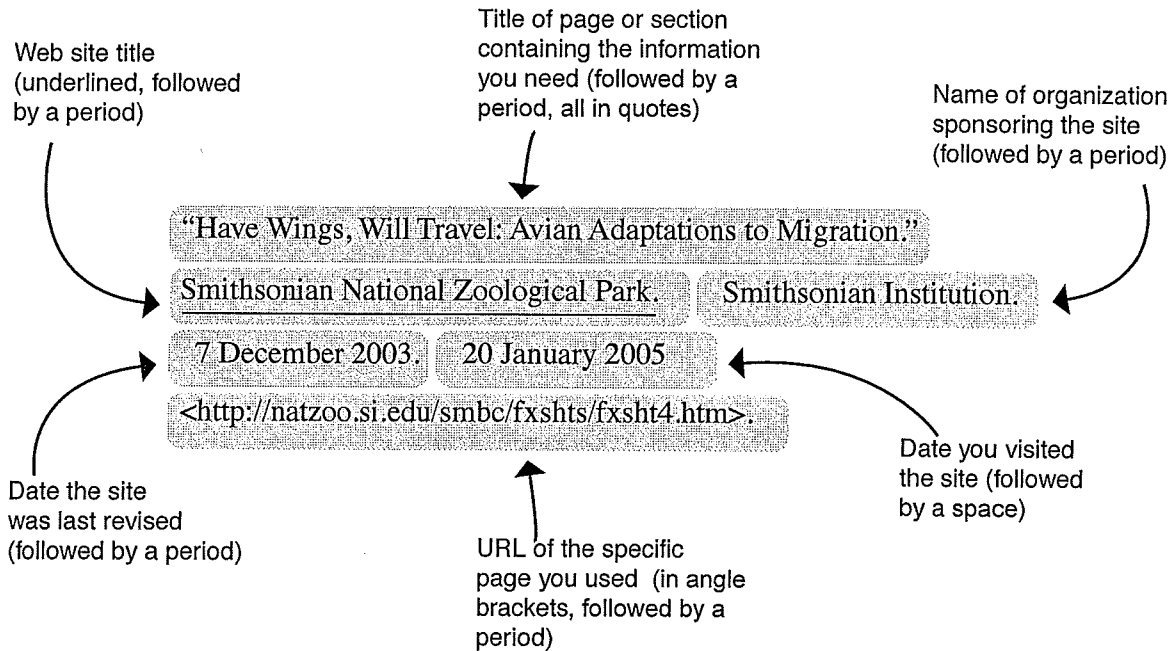 Web site title
(underlined, followed
by a period)
Title of page or section
containing the information
you need (followed by a
period, all in quotes)
Name of organization
sponsoring the site
(followed by a period)
“Have Wings, Will Travel: Avian Adaptations to Migration.”
Smithsonian National Zoological Park. Smithsonian Institution.
7 December 2003. 20 January 2005
<http://natzoo.si.edu/smbc/fxshts/fxsht4.htm>.
Date the site
was last revised
(followed by a period)
URL of the specific
page you used (in angle
brackets, followed by a
period)
Date you visited
the site (followed
by a space)